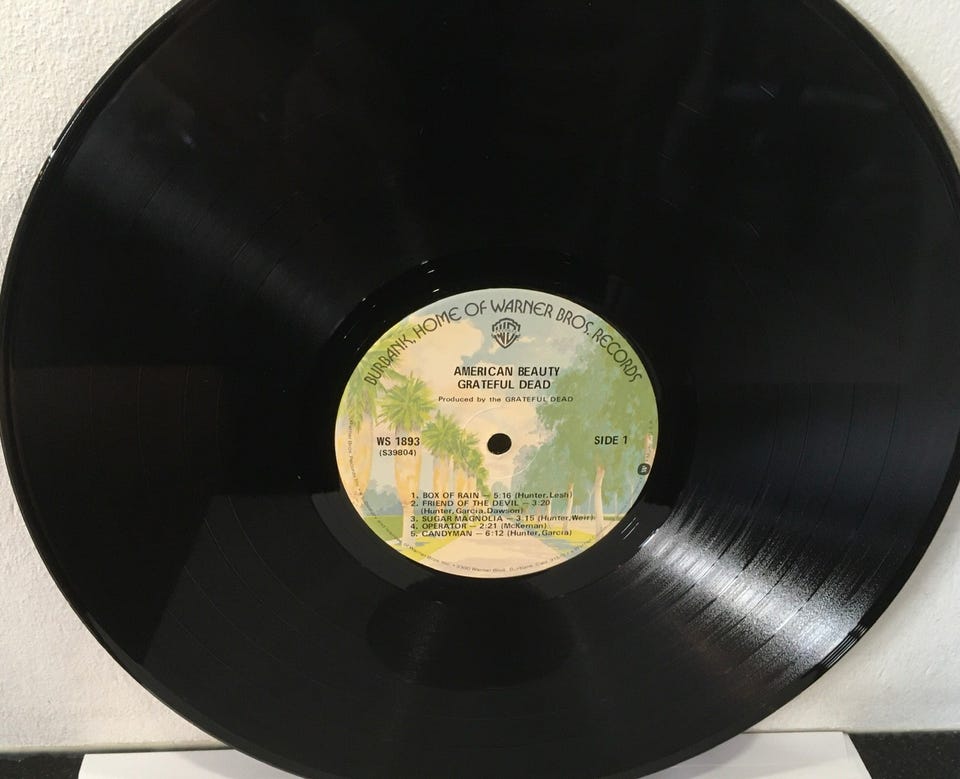 BURBANK, HOME OF WARNER BROS. RECORDS
AMERICAN BEAUTY
GRATEFUL DEAD
Produced by the GRATEFUL DEAD
WS 1893
(S39804)
SIDE 1
1. BOX OF RAIN — 5:16 (Hunter, Lesh)
2. FRIEND OF THE DEVIL — 3:20
(Hunter, Garcia, Dawson)
3. SUGAR MAGNOLIA — 3:15 (Hunter, Weir)
4. OPERATOR — 2:21 (McKernan)
5. CANDYMAN — 6:12 (Hunter, Garcia)